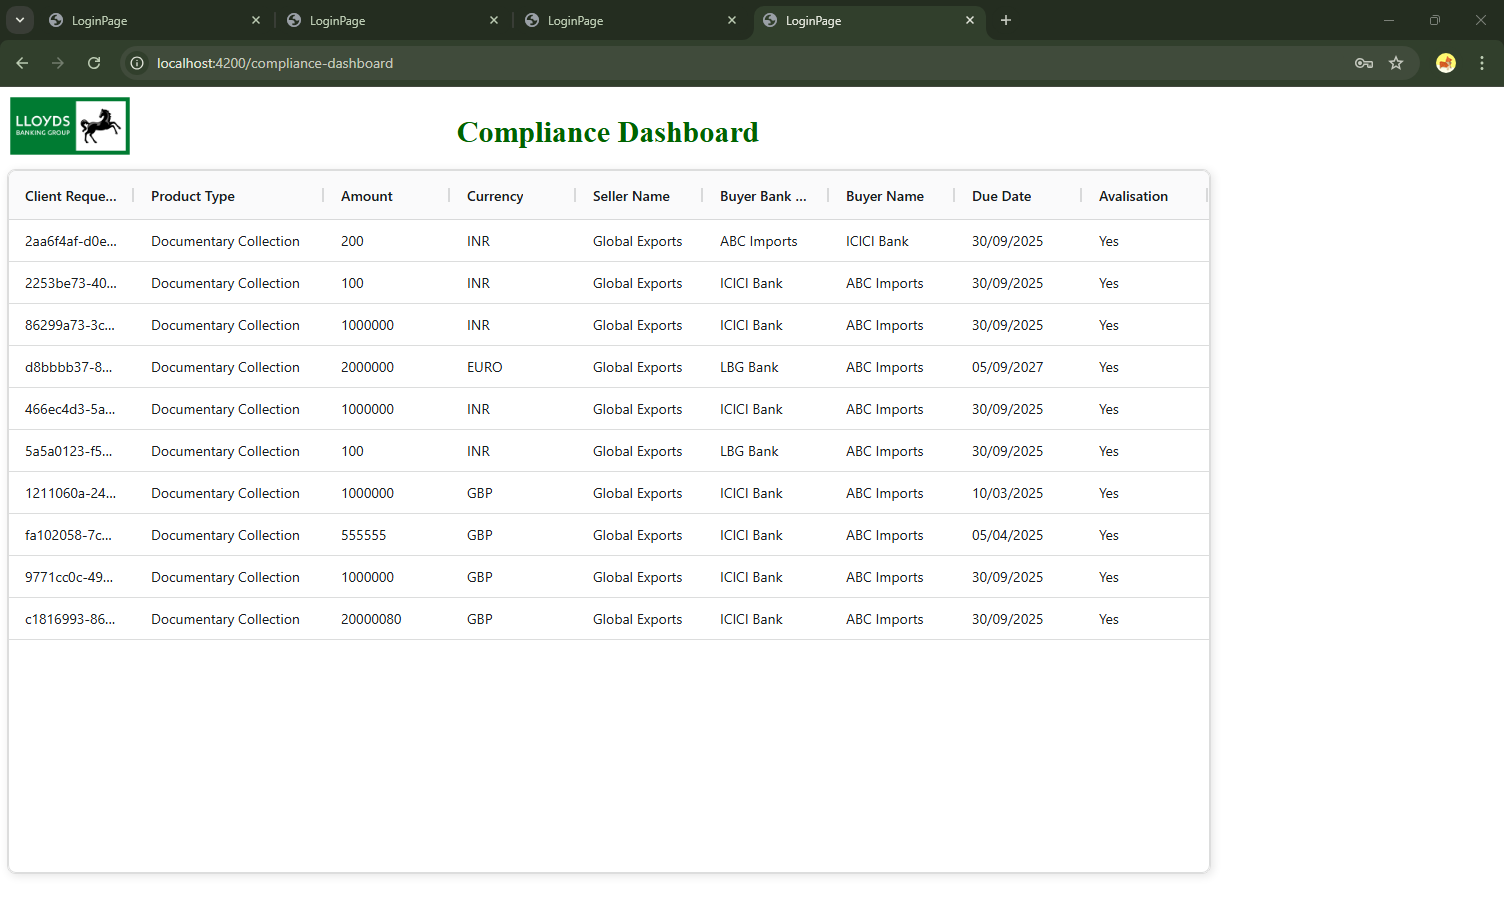 LoginPage LoginPage LoginPage LoginPage
localhost:4200/compliance-dashboard
LLOYDS
BANKING GROUP
Compliance Dashboard
Client Reque... Product Type Amount Currency Seller Name Buyer Bank ... Buyer Name Due Date Avalisation
2aa6f4af-d0e... Documentary Collection 200 INR Global Exports ABC Imports ICICI Bank 30/09/2025 Yes
2253be73-40... Documentary Collection 100 INR Global Exports ICICI Bank ABC Imports 30/09/2025 Yes
86299a73-3c... Documentary Collection 1000000 INR Global Exports ICICI Bank ABC Imports 30/09/2025 Yes
d8bbbb37-8... Documentary Collection 2000000 EURO Global Exports LBG Bank ABC Imports 05/09/2027 Yes
466ec4d3-5a... Documentary Collection 1000000 INR Global Exports ICICI Bank ABC Imports 30/09/2025 Yes
5a5a0123-f5... Documentary Collection 100 INR Global Exports LBG Bank ABC Imports 30/09/2025 Yes
1211060a-24... Documentary Collection 1000000 GBP Global Exports ICICI Bank ABC Imports 10/03/2025 Yes
fa102058-7c... Documentary Collection 555555 GBP Global Exports ICICI Bank ABC Imports 05/04/2025 Yes
9771cc0c-49... Documentary Collection 1000000 GBP Global Exports ICICI Bank ABC Imports 30/09/2025 Yes
c1816993-86... Documentary Collection 20000080 GBP Global Exports ICICI Bank ABC Imports 30/09/2025 Yes